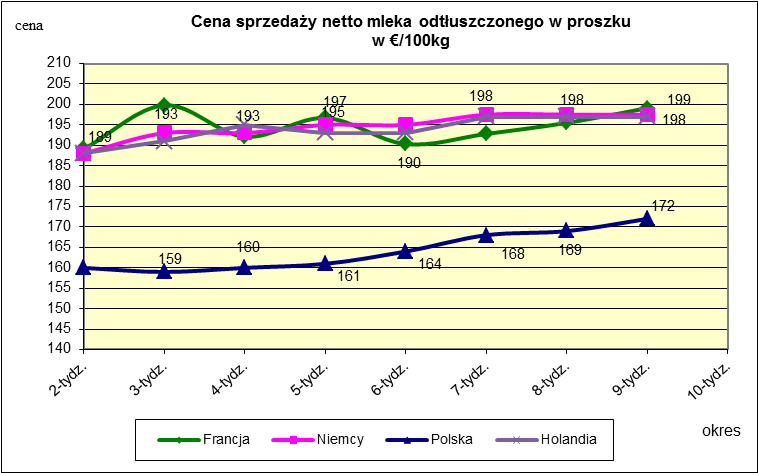 Cena sprzedaży netto mleka odtłuszczonego w proszku
w €/100kg
cena
210
205
200
195
190
185
180
175
170
165
160
155
150
145
140
189
193
193
197
195
190
198
198
199
198
159
160
161
164
168
169
172
2-tydz.
3-tydz.
4-tydz.
5-tydz.
6-tydz.
7-tydz.
8-tydz.
9-tydz.
10-tydz.
okres
Francja
Niemcy
Polska
Holandia